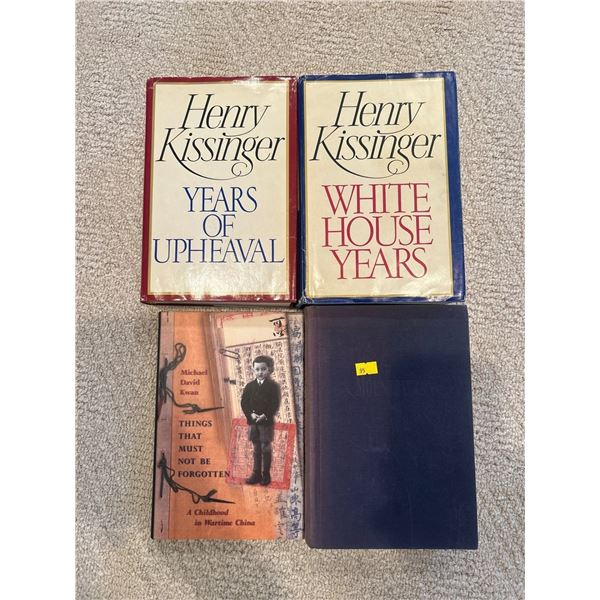 Henry
Kissinger
YEARS
OF
UPHEAVAL
Henry
Kissinger
WHITE
HOUSE
YEARS
Michael
David
Kwan
THINGS
THAT
MUST
NOT BE
FORGOTTEN
A Childhood
in Wartime China